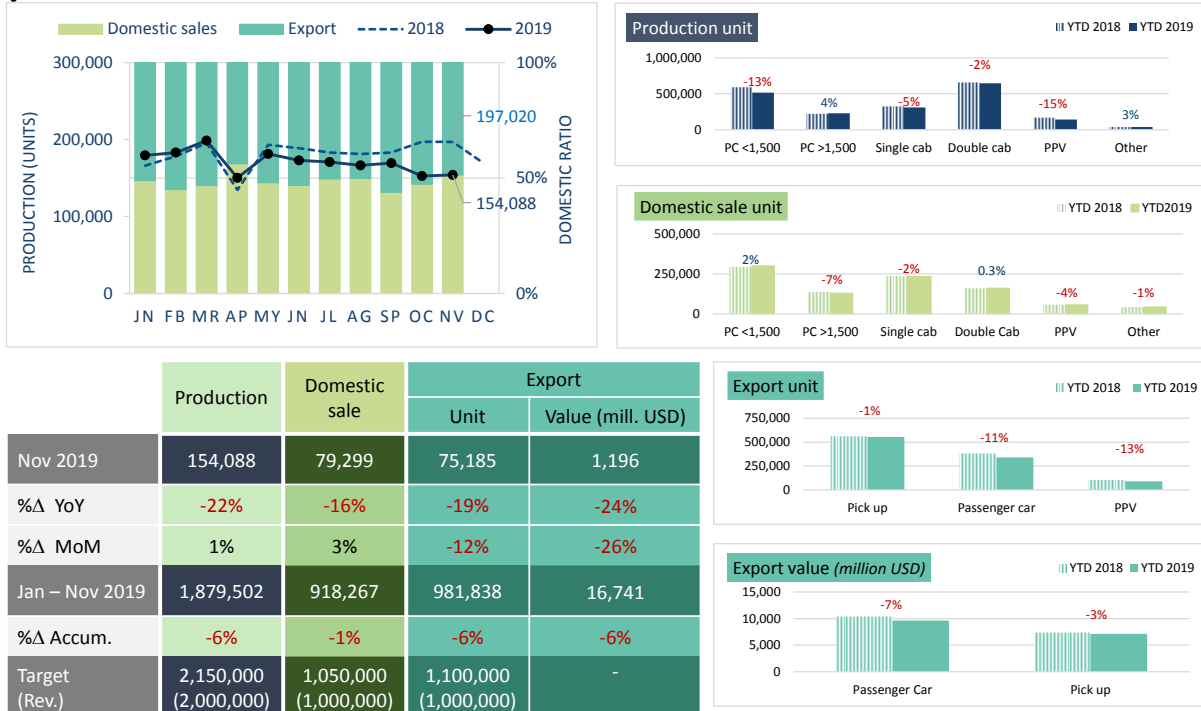 Domestic sales Export 2018 2019
300,000
200,000
100,000
0
PRODUCTION (UNITS)
100%
50%
0%
DOMESTIC RATIO
197,020
154,088
JN FB MR AP MY JN JL AG SP OC NV DC
Production unit
YTD 2018 YTD 2019
1,000,000
500,000
0
-13% 4% -5% -2% -15% 3%
PC <1,500 PC >1,500 Single cab Double cab PPV Other
Domestic sale unit
YTD 2018 YTD2019
500,000
250,000
0
2% -7% -2% 0.3% -4% -1%
PC <1,500 PC >1,500 Single cab Double Cab PPV Other
Production Domestic sale Export
Unit Value (mill. USD)
Nov 2019 154,088 79,299 75,185 1,196
%Δ YoY -22% -16% -19% -24%
%Δ MoM 1% 3% -12% -26%
Jan – Nov 2019 1,879,502 918,267 981,838 16,741
%Δ Accum. -6% -1% -6% -6%
Target 2,150,000 1,050,000 1,100,000 -
(Rev.) (2,000,000) (1,000,000) (1,000,000)
Export unit
YTD 2018 YTD 2019
750,000
500,000
250,000
0
-1% -11% -13%
Pick up Passenger car PPV
Export value (million USD)
YTD 2018 YTD 2019
15,000
10,000
5,000
0
-7% -3%
Passenger Car Pick up